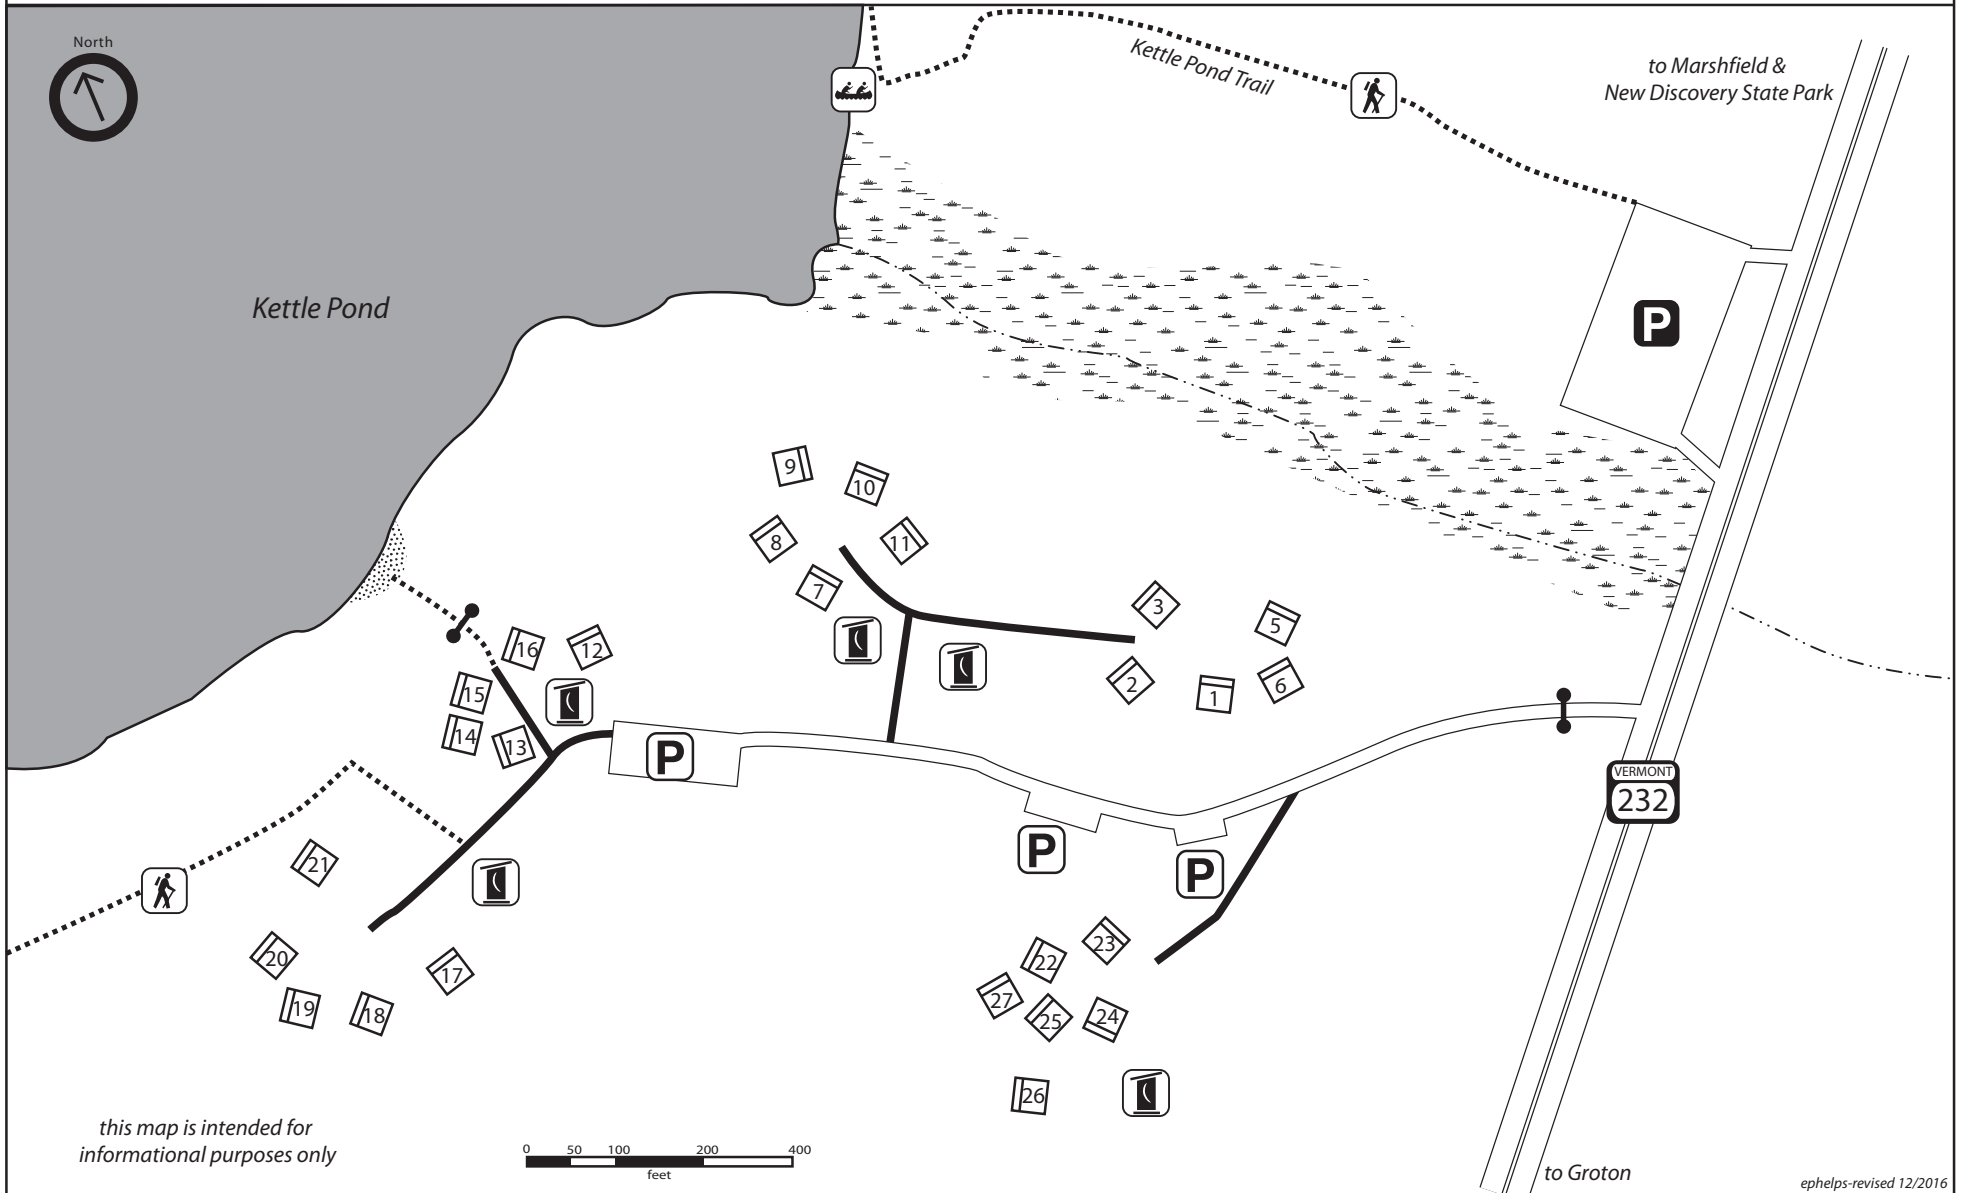 North
Kettle Pond Trail
to Marshfield &
New Discovery State Park
Kettle Pond
P
9
10
8
11
7
3
5
2
1
6
16
12
15
14
13
P
VERMONT
232
P
P
21
20
19
18
17
23
22
27
25
24
26
this map is intended for
informational purposes only
0 50 100 200 400
feet
to Groton
ephelps-revised 12/2016